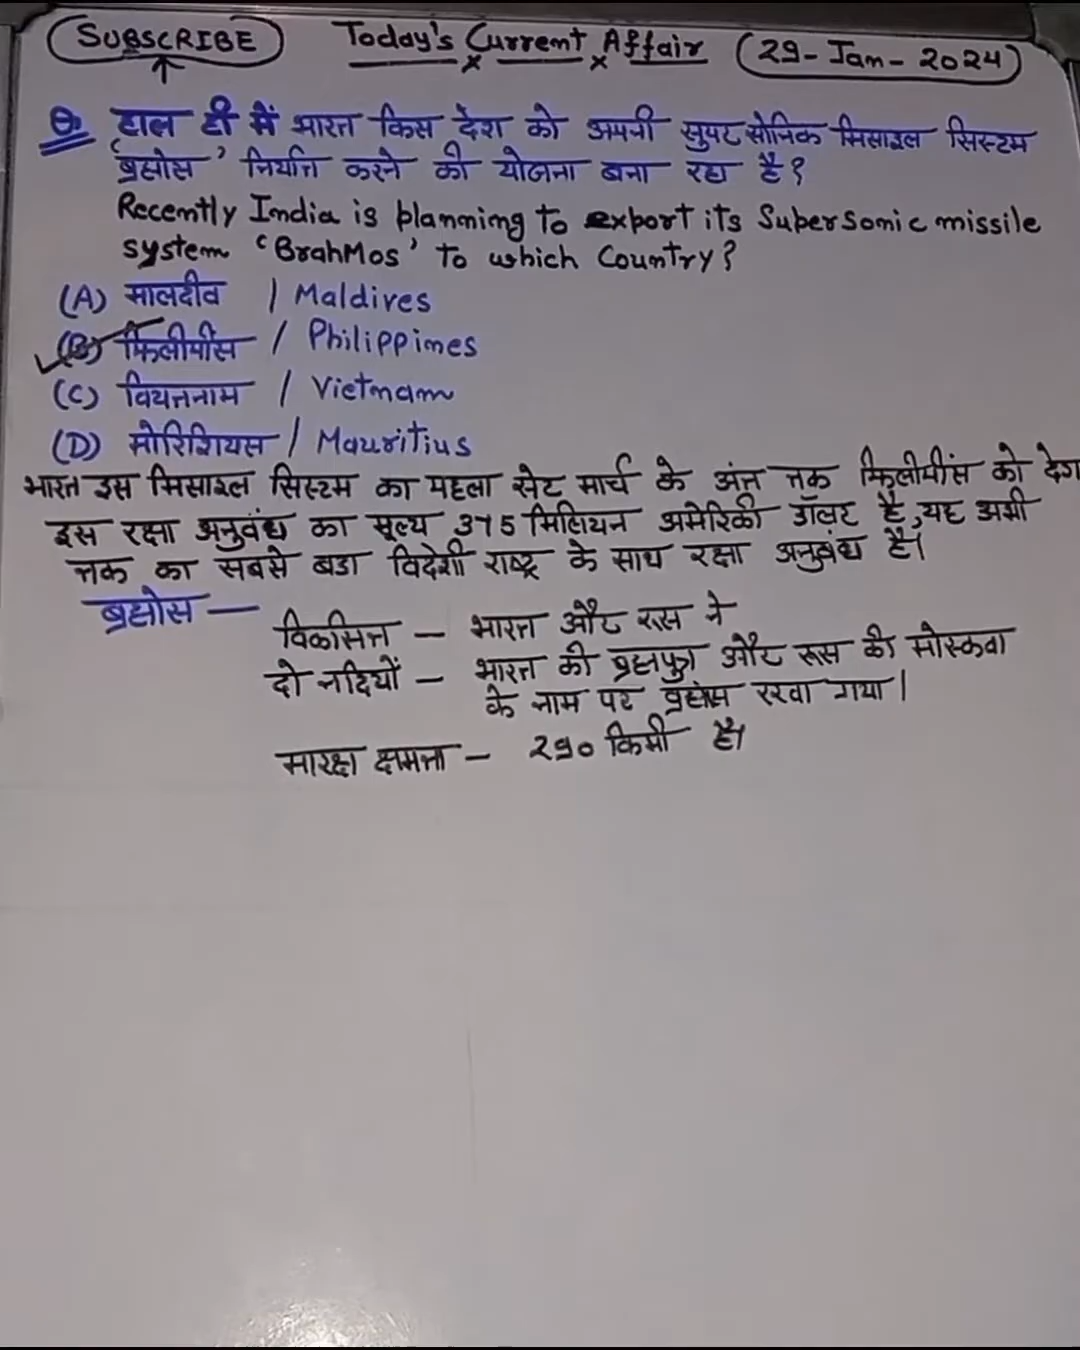 SUBSCRIBE Today's Current Affair (29-Jan-2024)
Q. हाल ही में भारत किस देश को अपनी सुपरसोनिक मिसाइल सिस्टम
'ब्रह्मोस' निर्यात करने की योजना बना रहा है?
Recently India is planning to export its Supersonic missile
system 'BrahMos' to which Country?
(A) मालदीव / Maldives
(B) फिलीपींस / Philippines
(C) वियतनाम / Vietnam
(D) मोरिशियस / Mauritius
भारत इस मिसाइल सिस्टम का पहला सेट मार्च के अंत तक फिलीपींस को देगा
इस रक्षा अनुबंध का मूल्य 375 मिलियन अमेरिकी डॉलर है, यह अभी
तक का सबसे बडा विदेशी राष्ट्र के साथ रक्षा अनुबंध है।
ब्रह्मोस —
विकसित — भारत और रूस ने
दो नदियों — भारत की ब्रह्मपुत्रा और रूस की मोस्कवा
के नाम पर ब्रह्मोस रखा गया।
मारक्ष क्षमता — 290 किमी है।